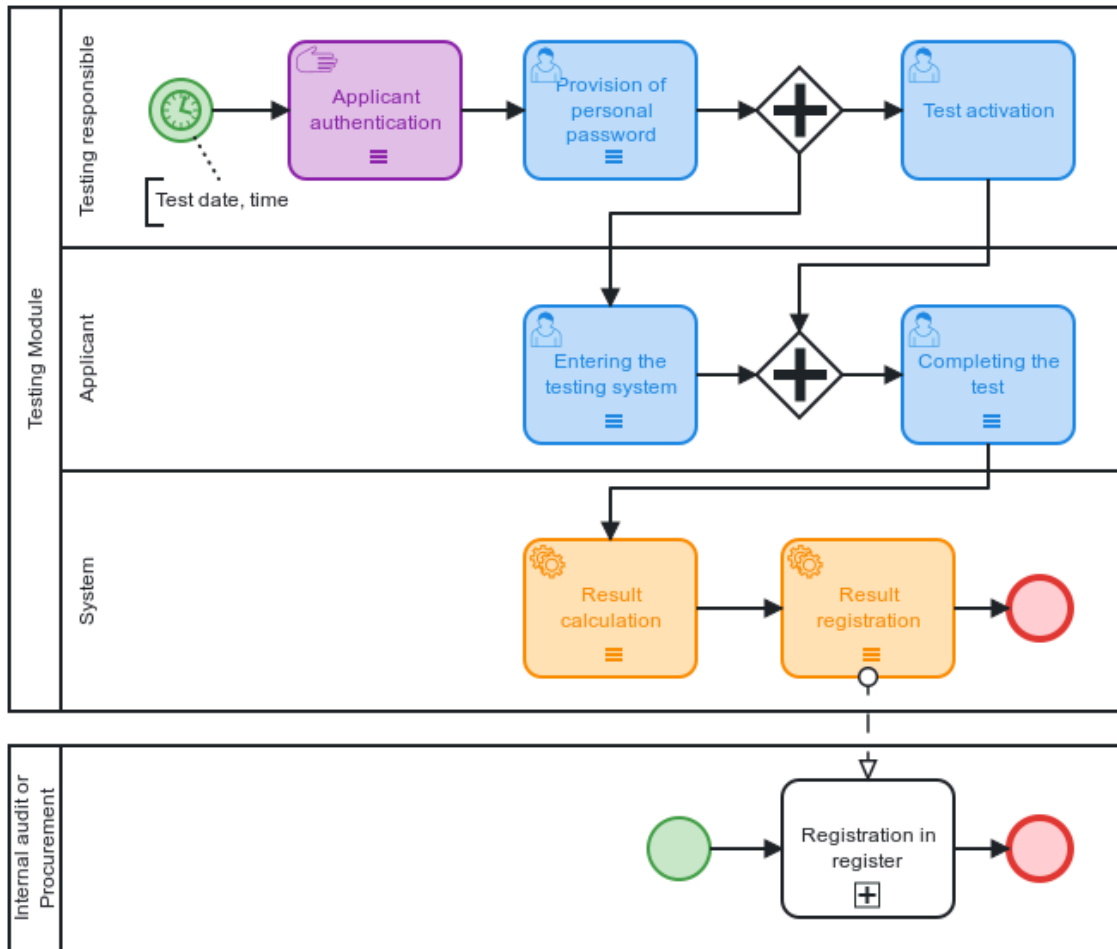 Testing Module
Testing responsible
Applicant
authentication
Provision of
personal
password
Test activation
Test date, time
Applicant
Entering the
testing system
Completing the
test
System
Result
calculation
Result
registration
Internal audit or
Procurement
Registration in
register